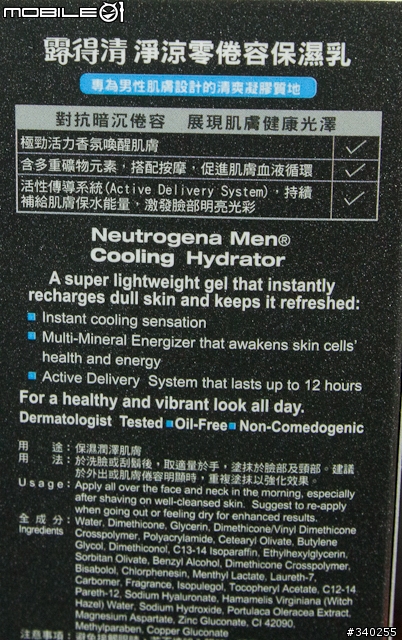 MOBILE01
露得清 淨涼零倦容保濕乳
專為男性肌膚設計的清爽凝膠質地
對抗暗沉倦容 展現肌膚健康光澤
極勁活力香氛喚醒肌膚
含多重礦物元素，搭配按摩，促進肌膚血液循環
活性傳導系統(Active Delivery System)，持續
補給肌膚保水能量，激發臉部明亮光彩
Neutrogena Men®
Cooling Hydrator
A super lightweight gel that instantly
recharges dull skin and keeps it refreshed:
Instant cooling sensation
Multi-Mineral Energizer that awakens skin cells'
health and energy
Active Delivery System that lasts up to 12 hours
For a healthy and vibrant look all day.
Dermatologist Tested ■ Oil-Free ■ Non-Comedogenic
用 途：保濕潤澤肌膚
用 法：於洗臉或刮鬍後，取適量於手，塗抹於臉部及頸部。建議
於外出或肌膚倦容明顯時，重複塗抹以強化效果。
Usage：Apply all over the face and neck in the morning, especially
after shaving on well-cleansed skin. Suggest to re-apply
when going out or feeling dry for enhanced results.
全 成 分：Water, Dimethicone, Glycerin, Dimethicone/Vinyl Dimethicone
Ingredients Crosspolymer, Polyacrylamide, Cetearyl Olivate, Butylene
Glycol, Dimethiconol, C13-14 Isoparaffin, Ethylhexylglycerin,
Sorbitan Olivate, Benzyl Alcohol, Dimethicone Crosspolymer,
Bisabolol, Chlorphenesin, Menthyl Lactate, Laureth-7,
Carbomer, Fragrance, Isopulegol, Tocopheryl Acetate, C12-14
Pareth-12, Sodium Hyaluronate, Hamamelis Virginiana (Witch
Hazel) Water, Sodium Hydroxide, Portulaca Oleracea Extract,
Magnesium Aspartate, Zinc Gluconate, CI 42090,
Methylparaben, Copper Gluconate
注意事項：
#340255